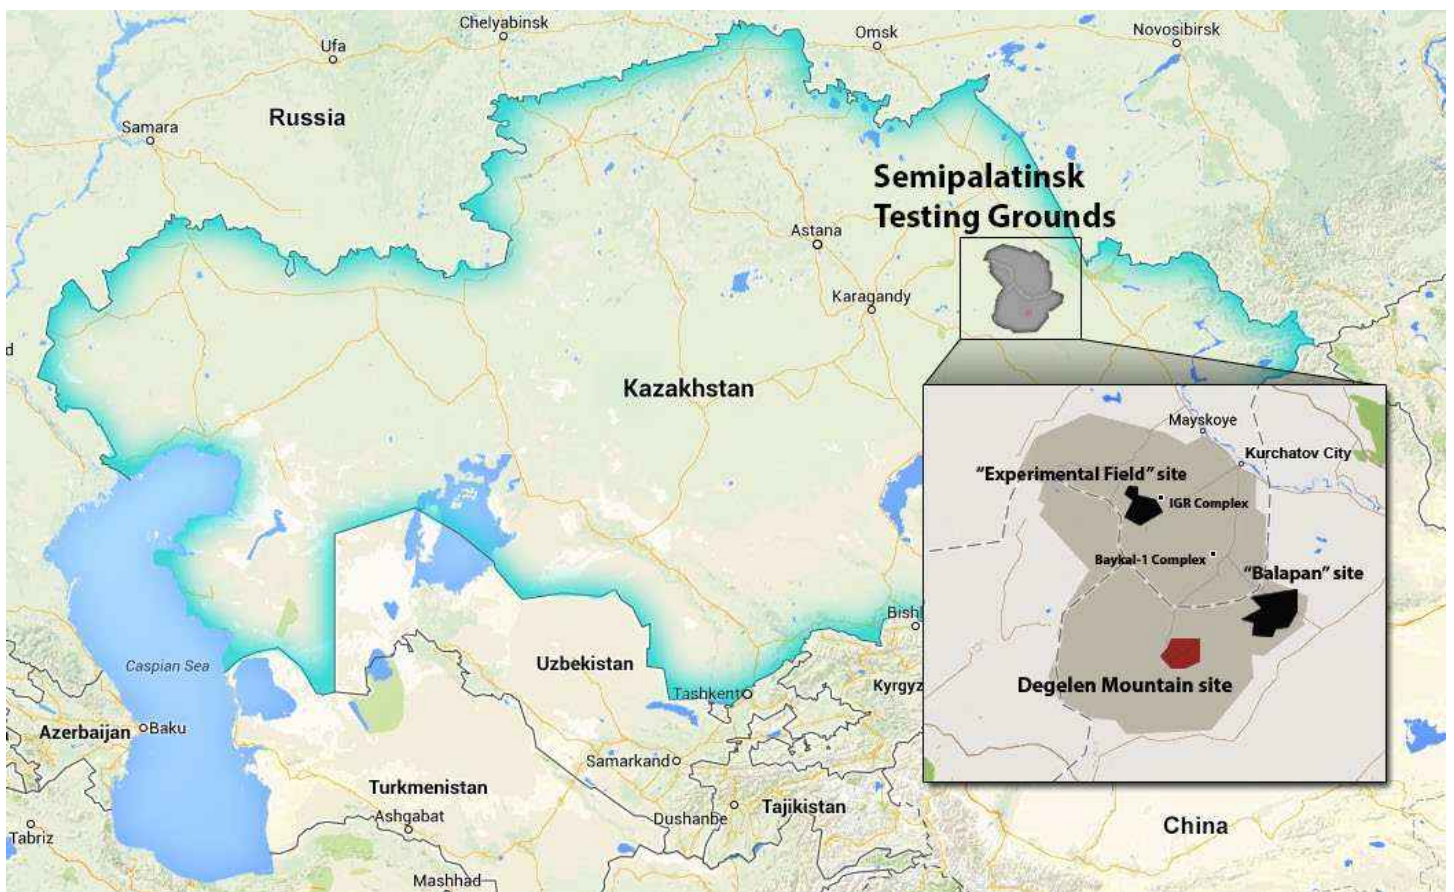 Chelyabinsk
Omsk
Novosibirsk
Ufa
Russia
Samara
Semipalatinsk
Testing Grounds
Astana
Karagandy
Kazakhstan
Mayskoye
Kurchatov City
"Experimental Field" site
IGR Complex
Baykal-1 Complex
"Balapan" site
Degelen Mountain site
d
Bishk
Caspian Sea
Uzbekistan
Tashkent
Kyrgyz
Azerbaijan
Baku
Samarkand
Turkmenistan
Ashgabat
Dushanbe
Tajikistan
China
Tabriz
Mashhad